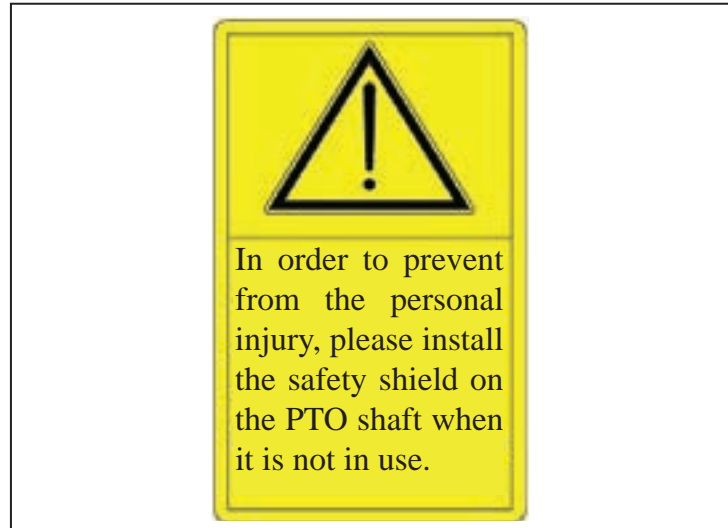 In order to prevent
from the personal
injury, please install
the safety shield on
the PTO shaft when
it is not in use.